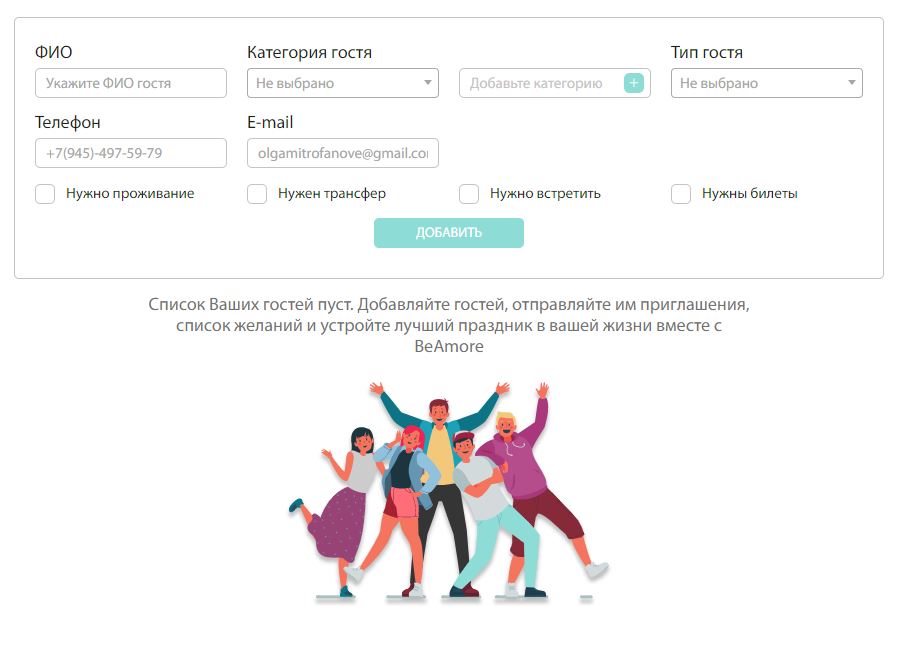 ФИО
Категория гостя
Тип гостя
Укажите ФИО гостя
Не выбрано
Добавьте категорию
+
Не выбрано
Телефон
E-mail
+7(945)-497-59-79
olgamitrofanove@gmail.co
Нужно проживание
Нужен трансфер
Нужно встретить
Нужны билеты
ДОБАВИТЬ
Список Ваших гостей пуст. Добавляйте гостей, отправляйте им приглашения,
список желаний и устройте лучший праздник в вашей жизни вместе с
BeAmore